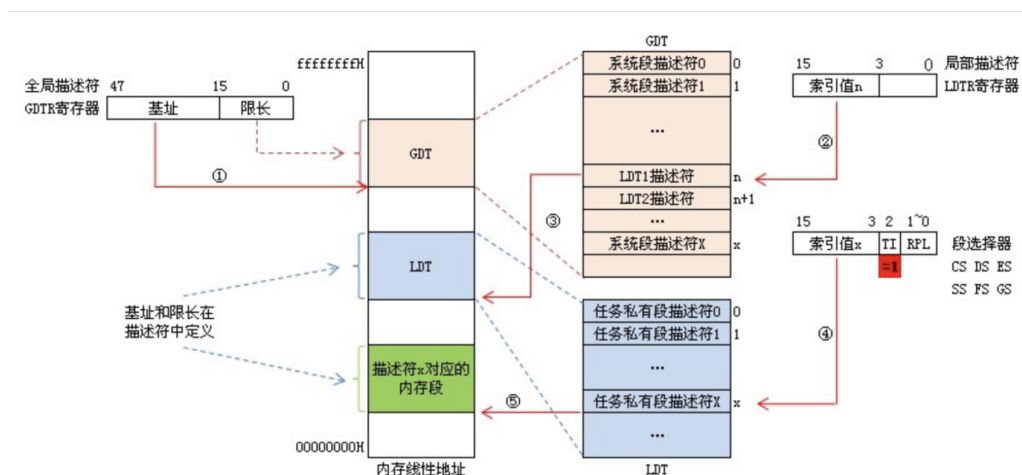 GDT
ffffffffH
系统段描述符0 0
系统段描述符1 1
...
LDT1描述符 n
LDT2描述符 n+1
...
系统段描述符X x
全局描述符 47 15 0
GDTR寄存器 基址 限长
15 3 0 局部描述符
索引值n LDTR寄存器
①
②
③
GDT
LDT
15 3 2 1~0
索引值x TI RPL 段选择器
=1 CS DS ES
SS FS GS
④
基址和限长在
描述符中定义
任务私有段描述符0 0
任务私有段描述符1 1
...
任务私有段描述符X x
...
描述符x对应的
内存段
⑤
00000000H
内存线性地址
LDT